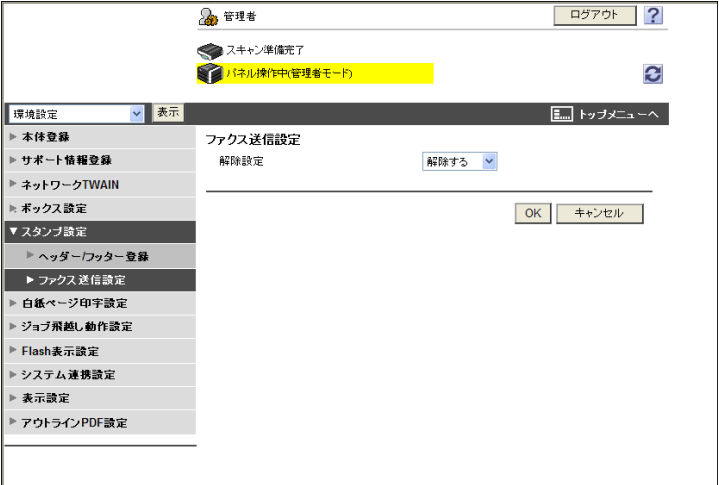 管理者
ログアウト
?
スキャン準備完了
パネル操作中(管理者モード)
環境設定
表示
トップメニューへ
本体登録
サポート情報登録
ネットワークTWAIN
ボックス設定
スタンプ設定
ヘッダー/フッター登録
ファクス送信設定
白紙ページ印字設定
ジョブ飛越し動作設定
Flash表示設定
システム連携設定
表示設定
アウトラインPDF設定
ファクス送信設定
解除設定
解除する
OK
キャンセル